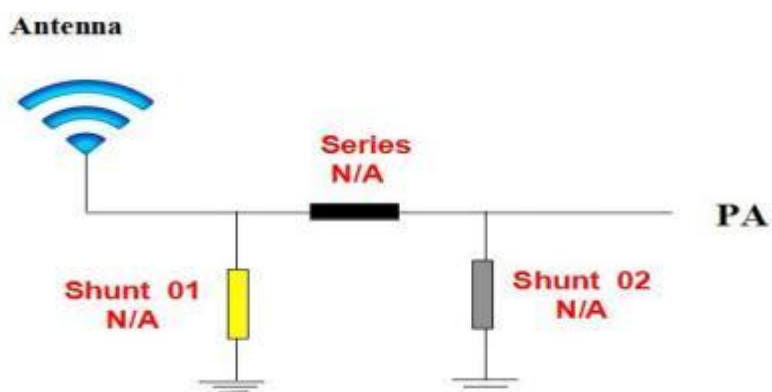 Antenna
Series
N/A
PA
Shunt 01
N/A
Shunt 02
N/A